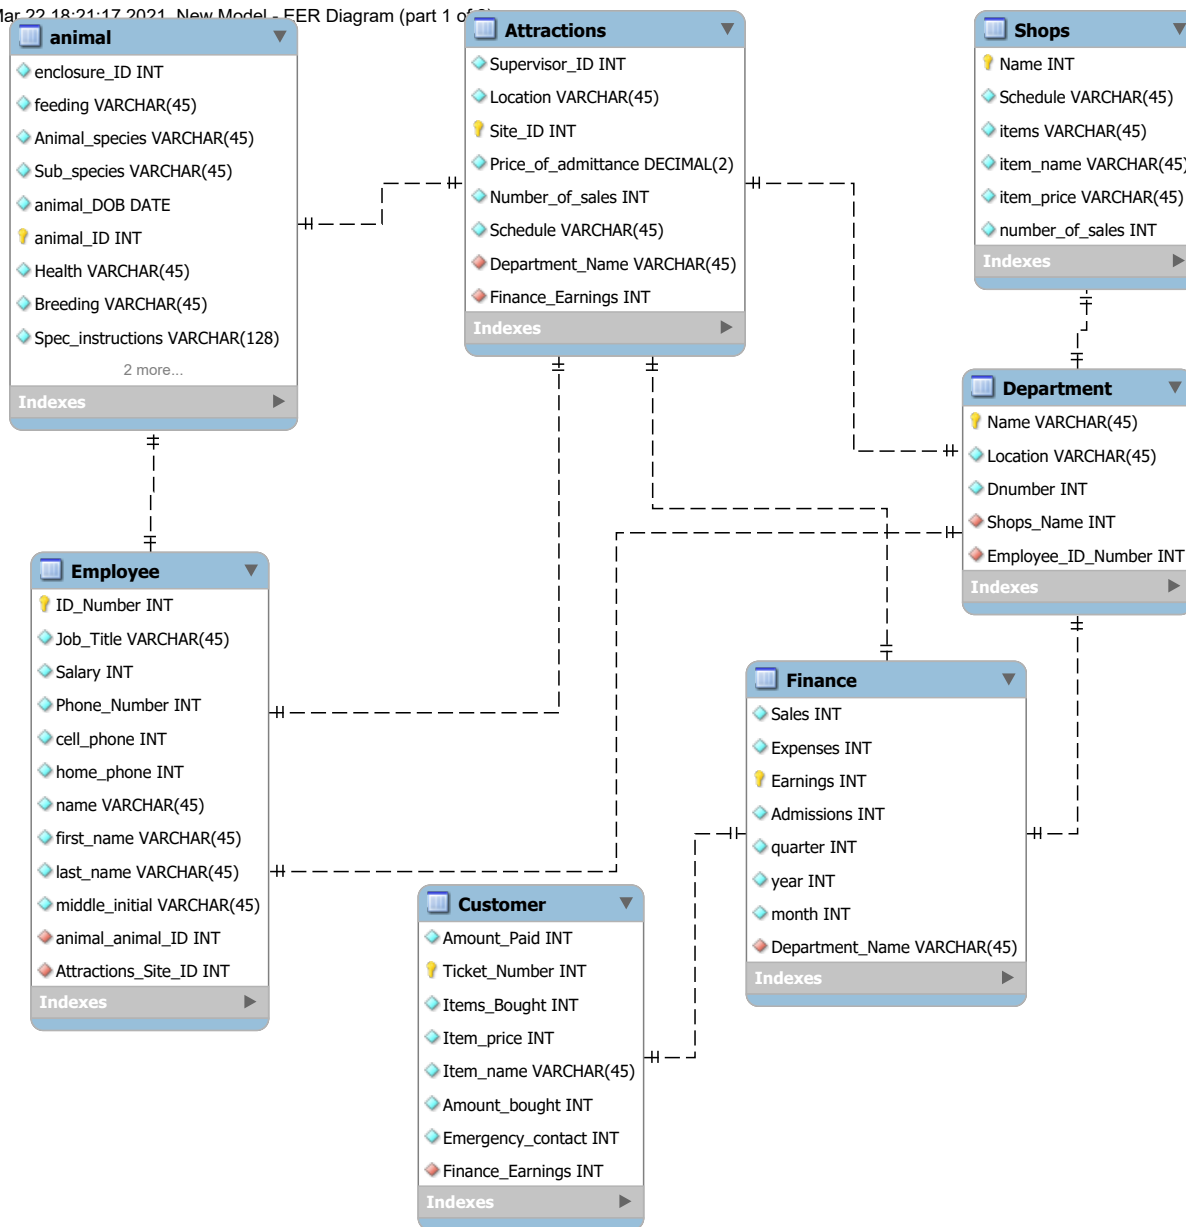 Mar 22 18:21:17 2021, New Model - EER Diagram (part 1 of
animal
enclosure_ID INT
feeding VARCHAR(45)
Animal_species VARCHAR(45)
Sub_species VARCHAR(45)
animal_DOB DATE
animal_ID INT
Health VARCHAR(45)
Breeding VARCHAR(45)
Spec_instructions VARCHAR(128)
2 more...
Indexes
Attractions
Supervisor_ID INT
Location VARCHAR(45)
Site_ID INT
Price_of_admittance DECIMAL(2)
Number_of_sales INT
Schedule VARCHAR(45)
Department_Name VARCHAR(45)
Finance_Earnings INT
Indexes
Shops
Name INT
Schedule VARCHAR(45)
items VARCHAR(45)
item_name VARCHAR(45)
item_price VARCHAR(45)
number_of_sales INT
Indexes
Department
Name VARCHAR(45)
Location VARCHAR(45)
Dnumber INT
Shops_Name INT
Employee_ID_Number INT
Indexes
Employee
ID_Number INT
Job_Title VARCHAR(45)
Salary INT
Phone_Number INT
cell_phone INT
home_phone INT
name VARCHAR(45)
first_name VARCHAR(45)
last_name VARCHAR(45)
middle_initial VARCHAR(45)
animal_animal_ID INT
Attractions_Site_ID INT
Indexes
Finance
Sales INT
Expenses INT
Earnings INT
Admissions INT
quarter INT
year INT
month INT
Department_Name VARCHAR(45)
Indexes
Customer
Amount_Paid INT
Ticket_Number INT
Items_Bought INT
Item_price INT
Item_name VARCHAR(45)
Amount_bought INT
Emergency_contact INT
Finance_Earnings INT
Indexes